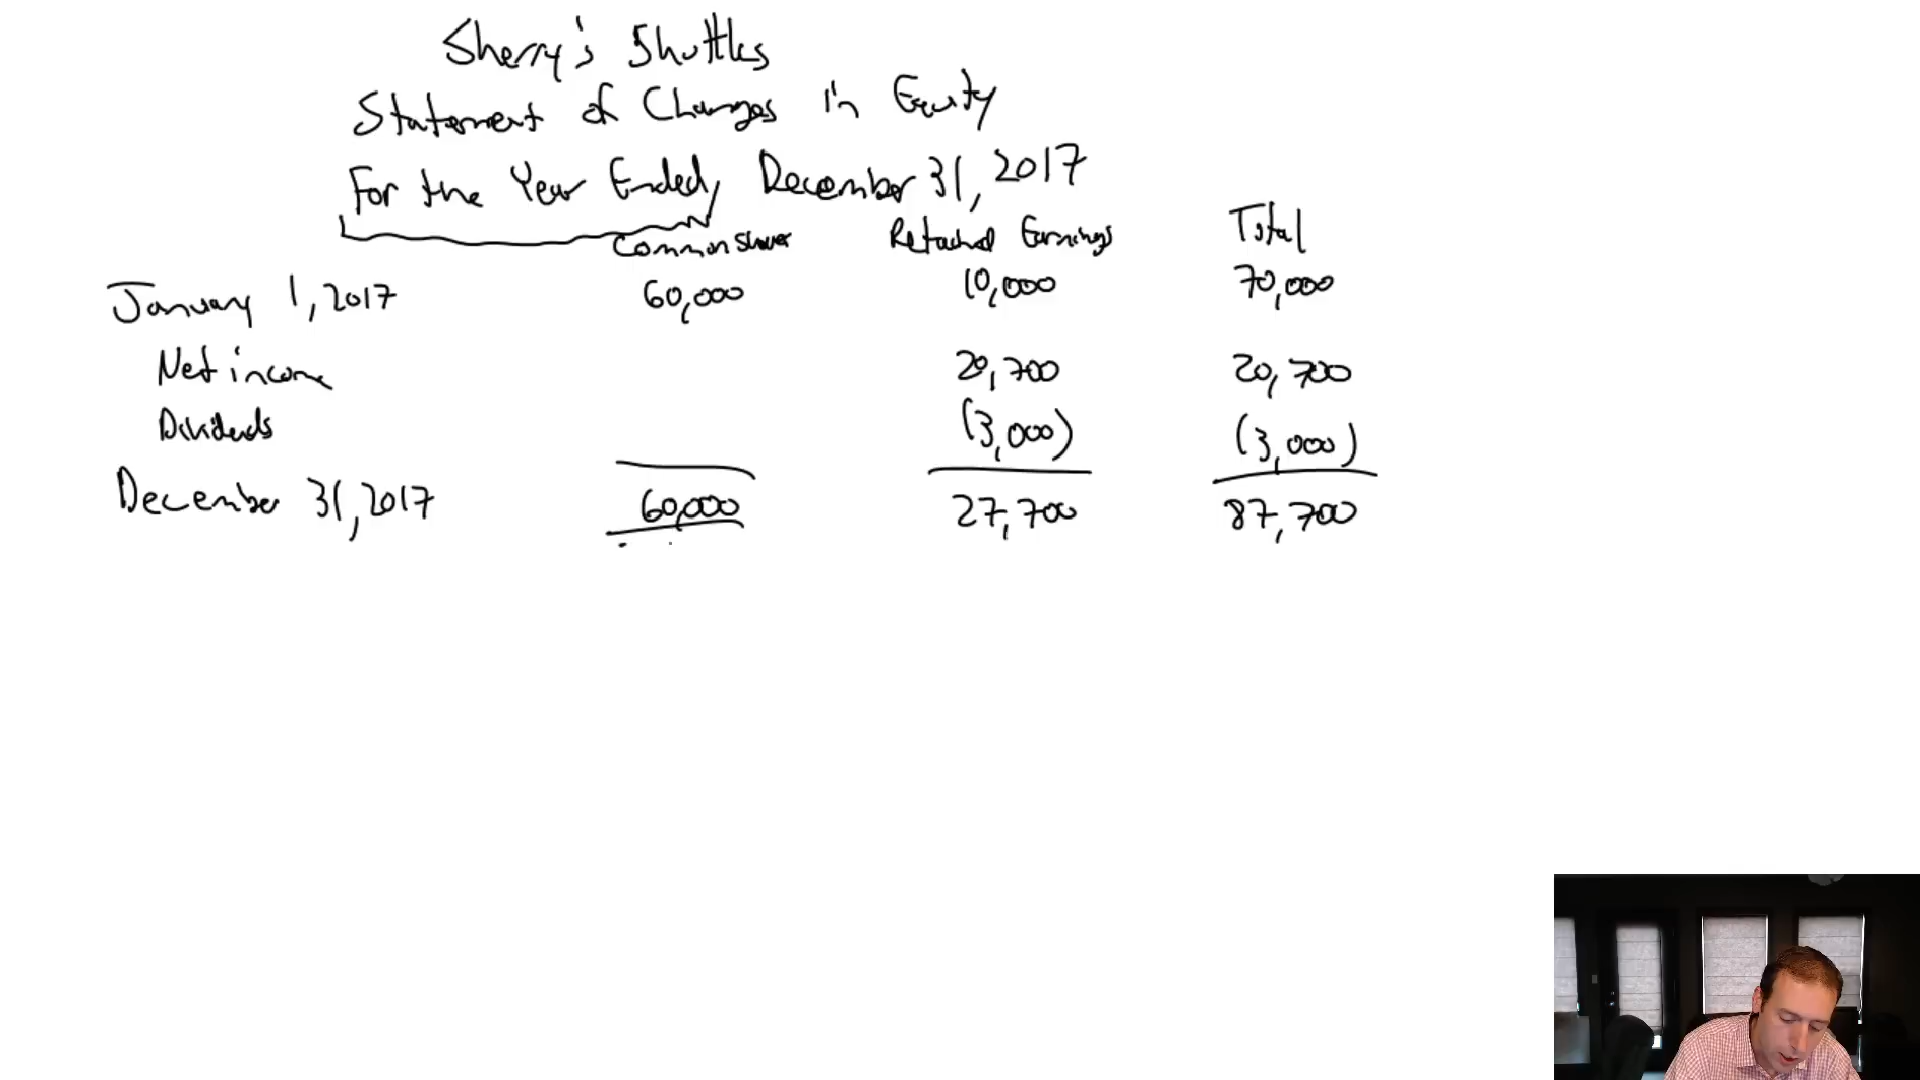 Sherry's Shuttles
Statement of Changes in Equity
For the Year Ended, December 31, 2017
Common Shares Retained Earnings Total
January 1, 2017 60,000 10,000 70,000
Net income 20,700 20,700
Dividends (3,000) (3,000)
December 31, 2017 60,000 27,700 87,700